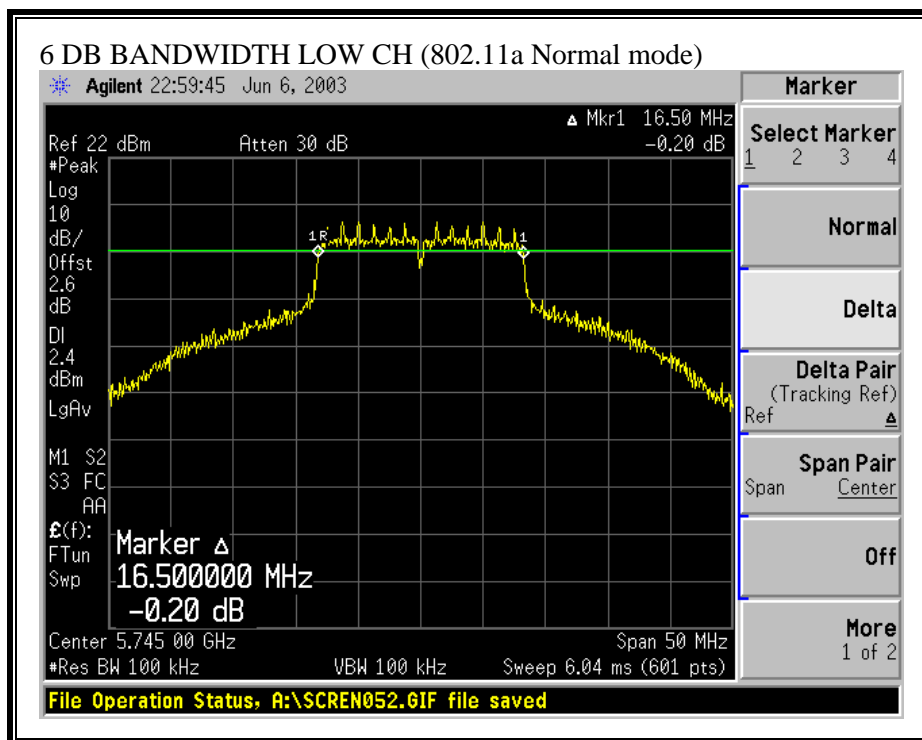 6 DB BANDWIDTH LOW CH (802.11a Normal mode)
Agilent 22:59:45 Jun 6, 2003
Marker
Δ Mkr1 16.50 MHz
Ref 22 dBm Atten 30 dB -0.20 dB
#Peak
Log
10
dB/
Offst
2.6
dB
DI
2.4
dBm
LgAv
M1 S2
S3 FC
AA
£(f):
FTun
Swp
1R
1
Marker Δ
16.500000 MHz
-0.20 dB
Center 5.745 00 GHz Span 50 MHz
#Res BW 100 kHz VBW 100 kHz Sweep 6.04 ms (601 pts)
Select Marker
1 2 3 4
Normal
Delta
Delta Pair
(Tracking Ref)
Ref Δ
Span Pair
Span Center
Off
More
1 of 2
File Operation Status, A:\SCREN052.GIF file saved